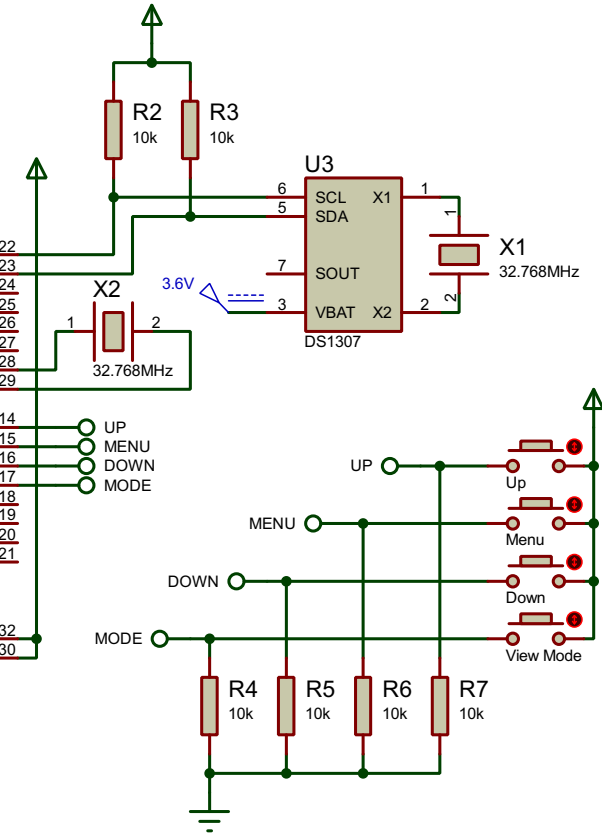 R2
10k
R3
10k
U3
6
SCL
X1
1
5
SDA
1
7
SOUT
X1
32.768MHz
3.6V
3
VBAT
X2
2
2
DS1307
22
23
24
25
26
27
28
29
X2
1
2
32.768MHz
14
UP
15
MENU
16
DOWN
17
MODE
18
19
20
21
32
30
UP
Up
MENU
Menu
DOWN
Down
MODE
View Mode
R4
10k
R5
10k
R6
10k
R7
10k